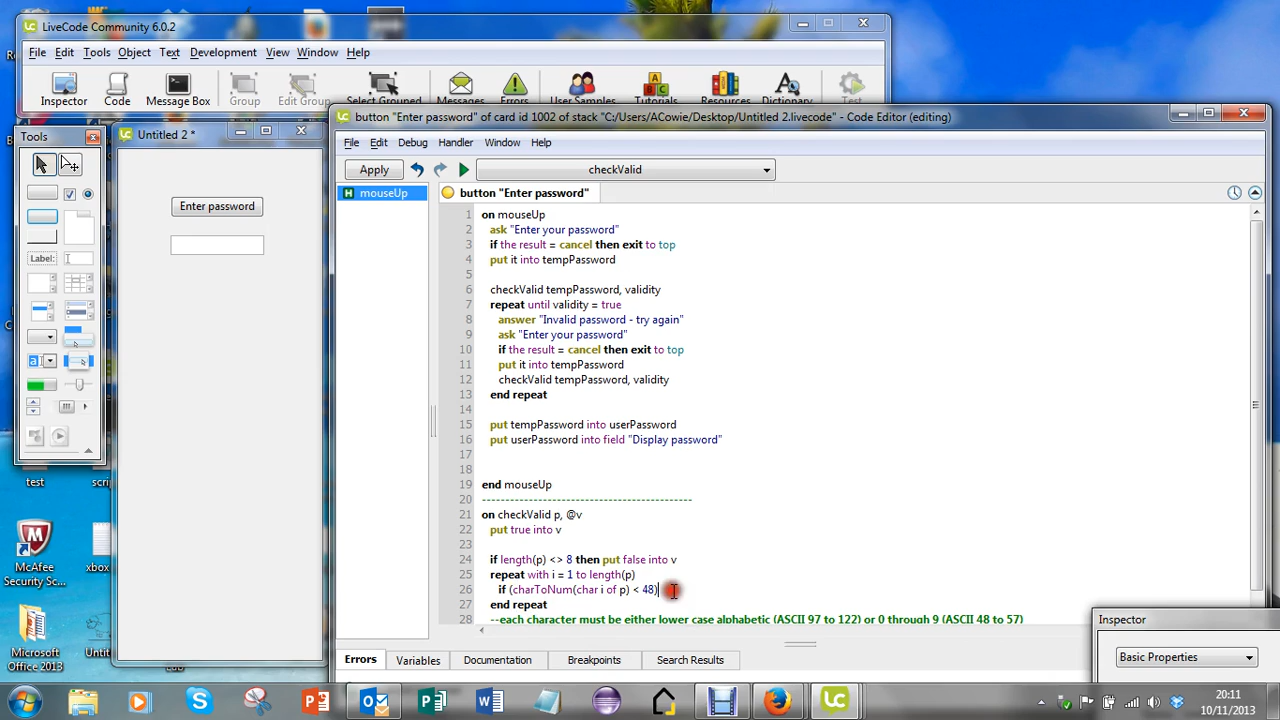 LiveCode Community 6.0.2
File Edit Tools Object Text Development View Window Help
Inspector Code Message Box Group Edit Group Select Grouped Messages Errors User Samples Tutorials Resources Dictionary Test
button "Enter password" of card id 1002 of stack "C:/Users/ACowie/Desktop/Untitled 2.livecode" - Code Editor (editing)
Tools
Untitled 2 *
File Edit Debug Handler Window Help
Apply
checkValid
mouseUp
button "Enter password"
Enter password
Label:
1 on mouseUp
2 ask "Enter your password"
3 if the result = cancel then exit to top
4 put it into tempPassword
5
6 checkValid tempPassword, validity
7 repeat until validity = true
8 answer "Invalid password - try again"
9 ask "Enter your password"
10 if the result = cancel then exit to top
11 put it into tempPassword
12 checkValid tempPassword, validity
13 end repeat
14
15 put tempPassword into userPassword
16 put userPassword into field "Display password"
17
18
19 end mouseUp
20 --------------------------------------------
21 on checkValid p, @v
22 put true into v
23
24 if length(p) <> 8 then put false into v
25 repeat with i = 1 to length(p)
26 if (charToNum(char i of p) < 48)
27 end repeat
28 --each character must be either lower case alphabetic (ASCII 97 to 122) or 0 through 9 (ASCII 48 to 57)
test
McAfee
Security Sc...
xbox
Microsoft
Office 2013
Errors Variables Documentation Breakpoints Search Results
Inspector
Basic Properties
20:11
10/11/2013